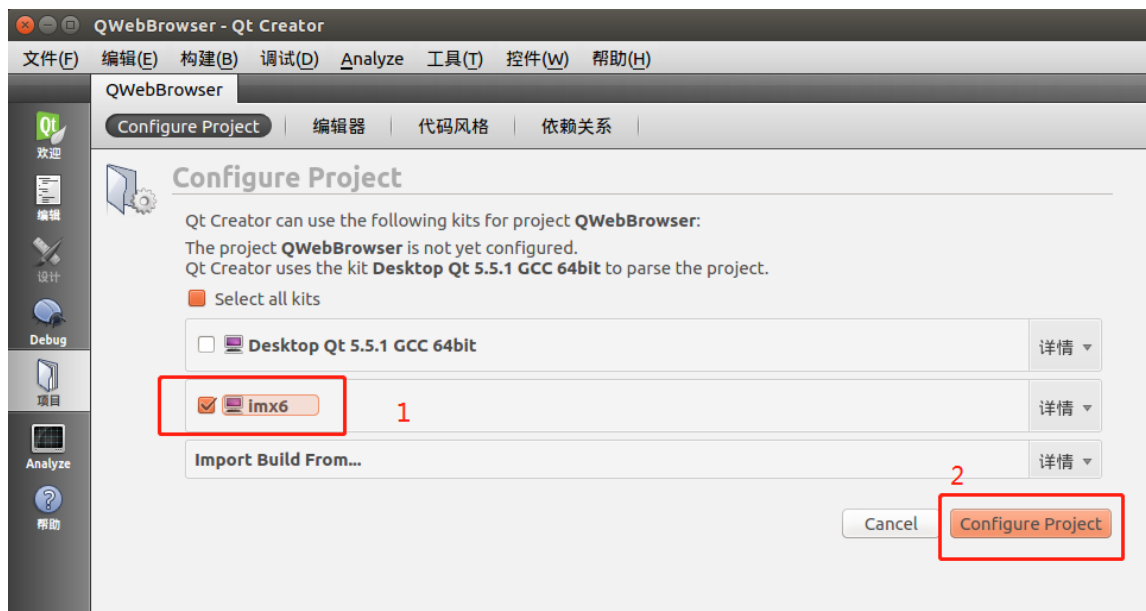 QWebBrowser - Qt Creator
文件(F) 编辑(E) 构建(B) 调试(D) Analyze 工具(T) 控件(W) 帮助(H)
QWebBrowser
Configure Project 编辑器 代码风格 依赖关系
Qt
欢迎
编辑
设计
Debug
项目
Analyze
帮助
Configure Project
Qt Creator can use the following kits for project QWebBrowser:
The project QWebBrowser is not yet configured.
Qt Creator uses the kit Desktop Qt 5.5.1 GCC 64bit to parse the project.
Select all kits
Desktop Qt 5.5.1 GCC 64bit 详情
imx6 1 详情
Import Build From... 详情
2
Cancel Configure Project